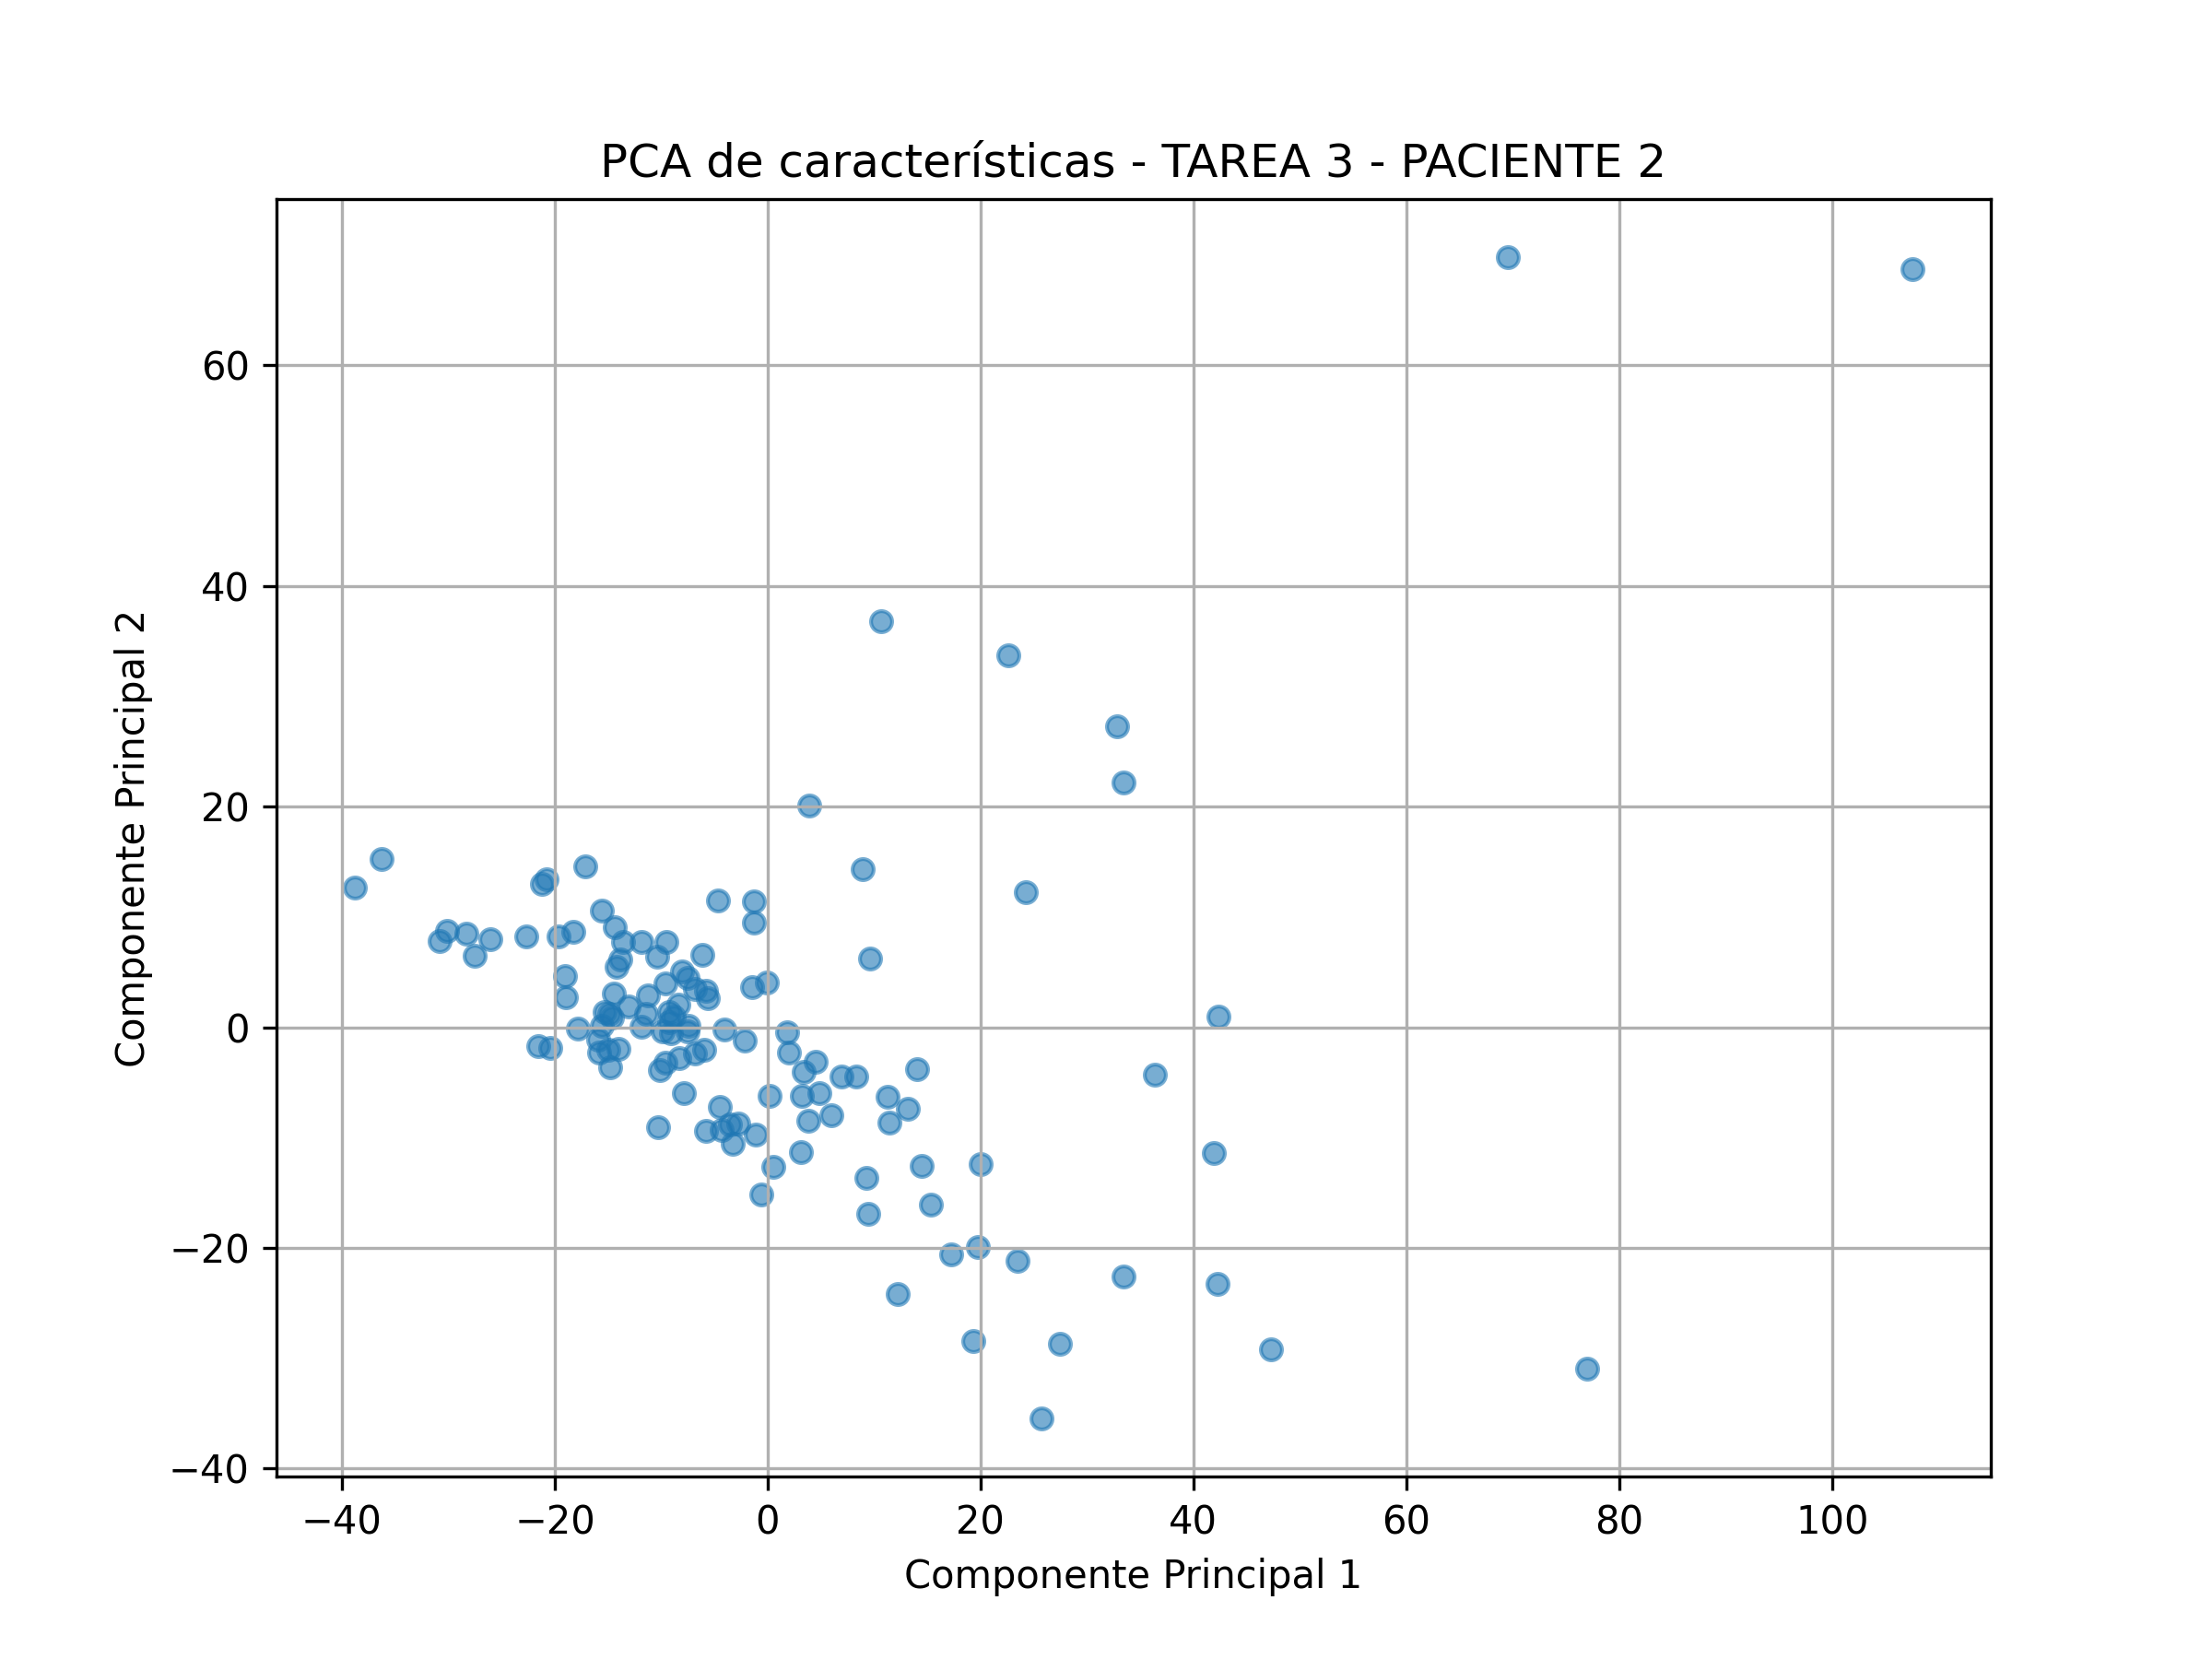 PCA de características - TAREA 3 - PACIENTE 2
Componente Principal 2
60
40
20
0
−20
−40
−40 −20 0 20 40 60 80 100
Componente Principal 1